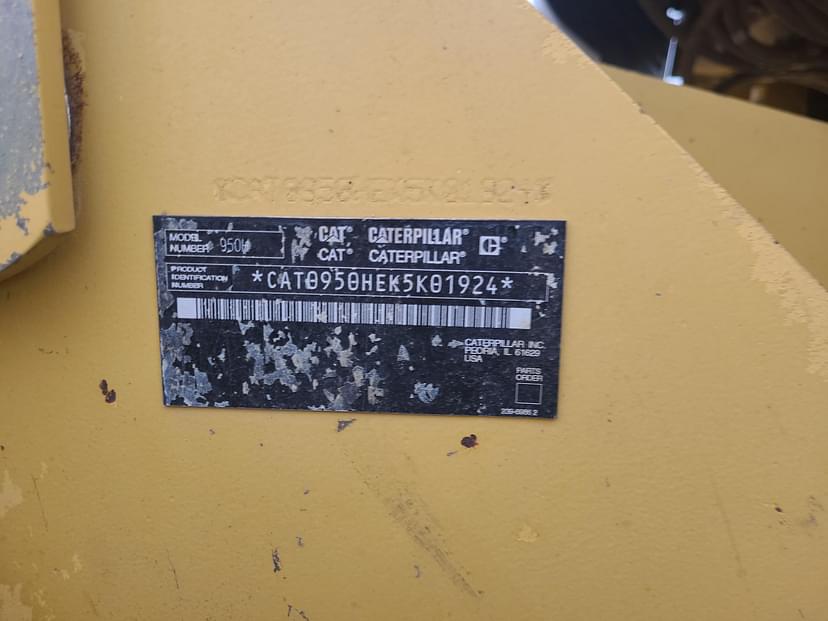 *CAT0950HEK5K01924*
MODEL NUMBER 950H
CAT® CATERPILLAR® C®
CAT® CATERPILLAR®
PRODUCT IDENTIFICATION NUMBER *CAT0950HEK5K01924*
CATERPILLAR INC.
PEORIA, IL 61629
USA
PARTS
ORDER